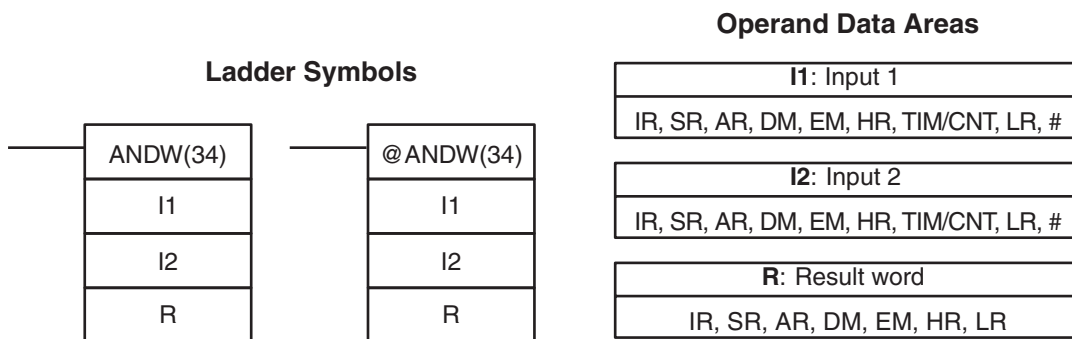 Ladder Symbols
ANDW(34)
I1
I2
R
@ANDW(34)
I1
I2
R
Operand Data Areas
I1: Input 1
IR, SR, AR, DM, EM, HR, TIM/CNT, LR, #
I2: Input 2
IR, SR, AR, DM, EM, HR, TIM/CNT, LR, #
R: Result word
IR, SR, AR, DM, EM, HR, LR